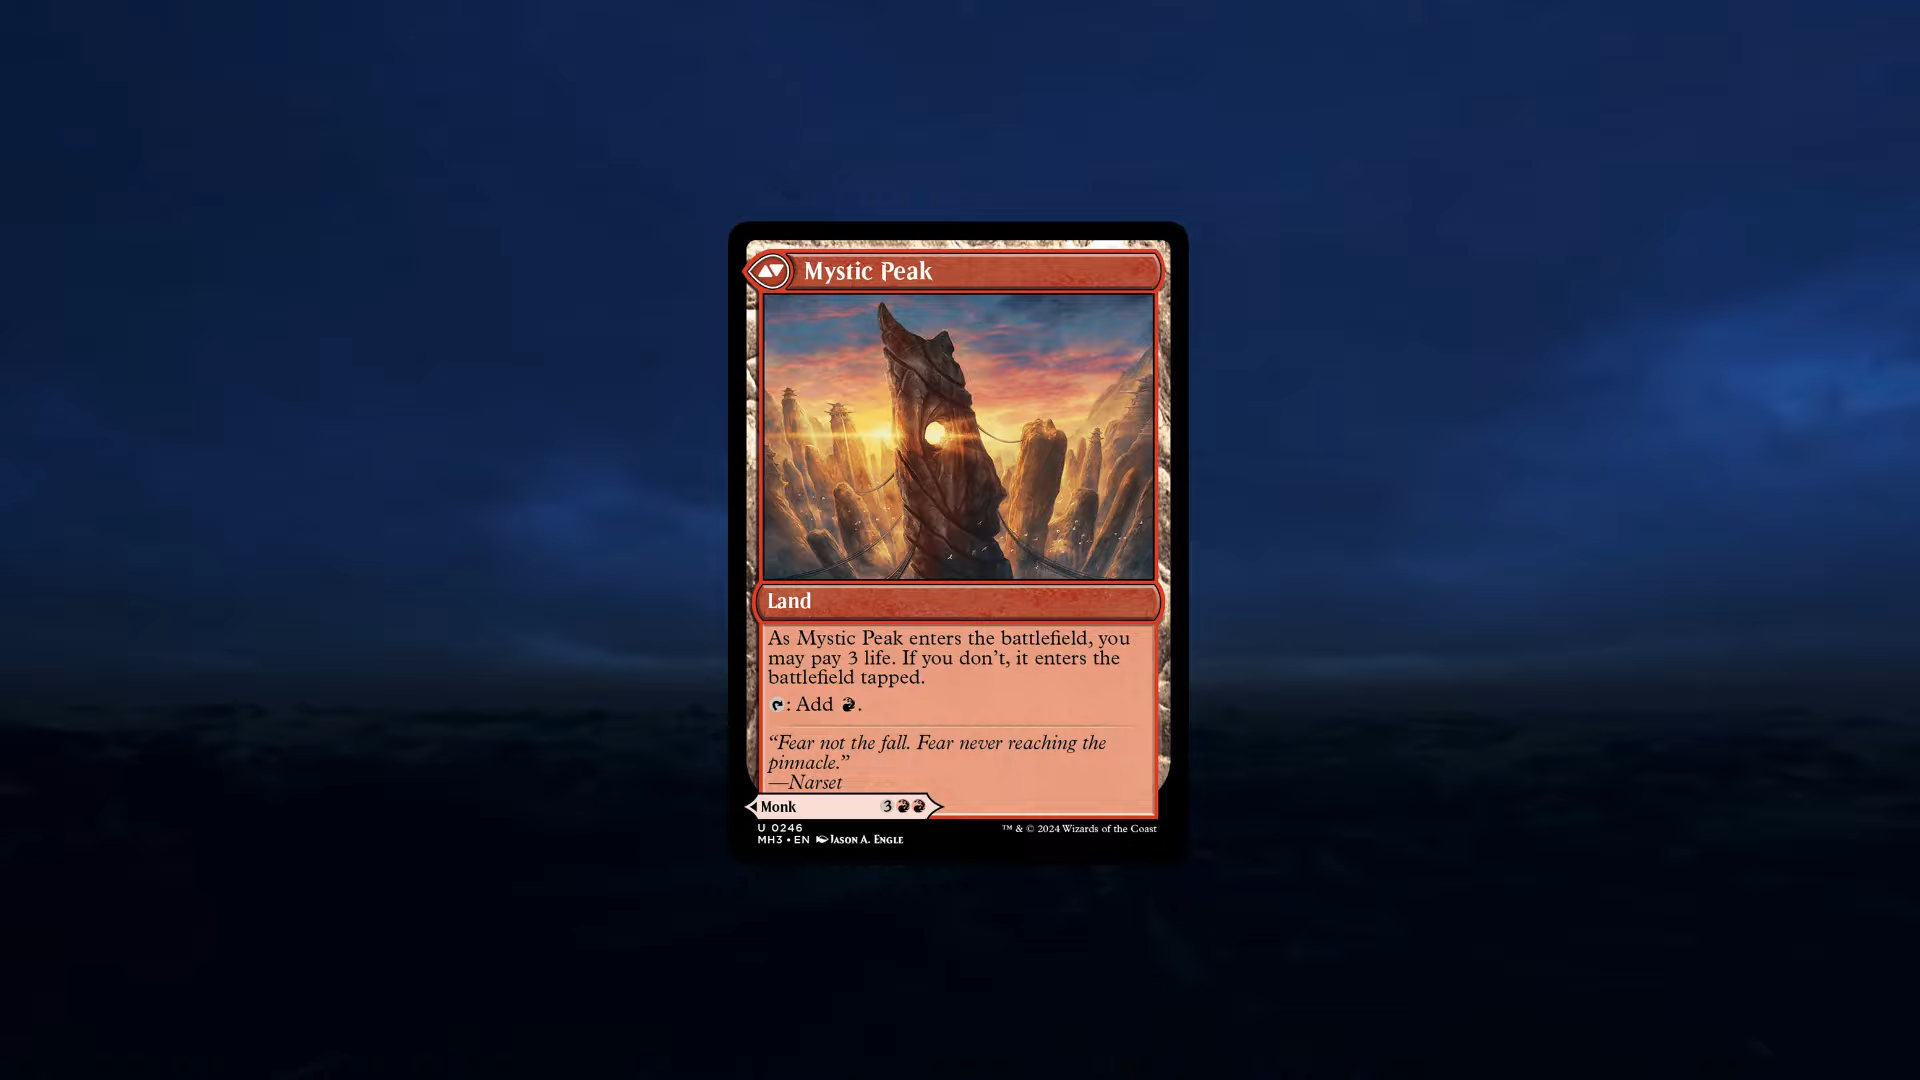 Mystic Peak
Land
As Mystic Peak enters the battlefield, you
may pay 3 life. If you don't, it enters the
battlefield tapped.
: Add .
“Fear not the fall. Fear never reaching the
pinnacle.”
—Narset
Monk 3
U 0246
MH3 • EN Jason A. Engle
™ & © 2024 Wizards of the Coast